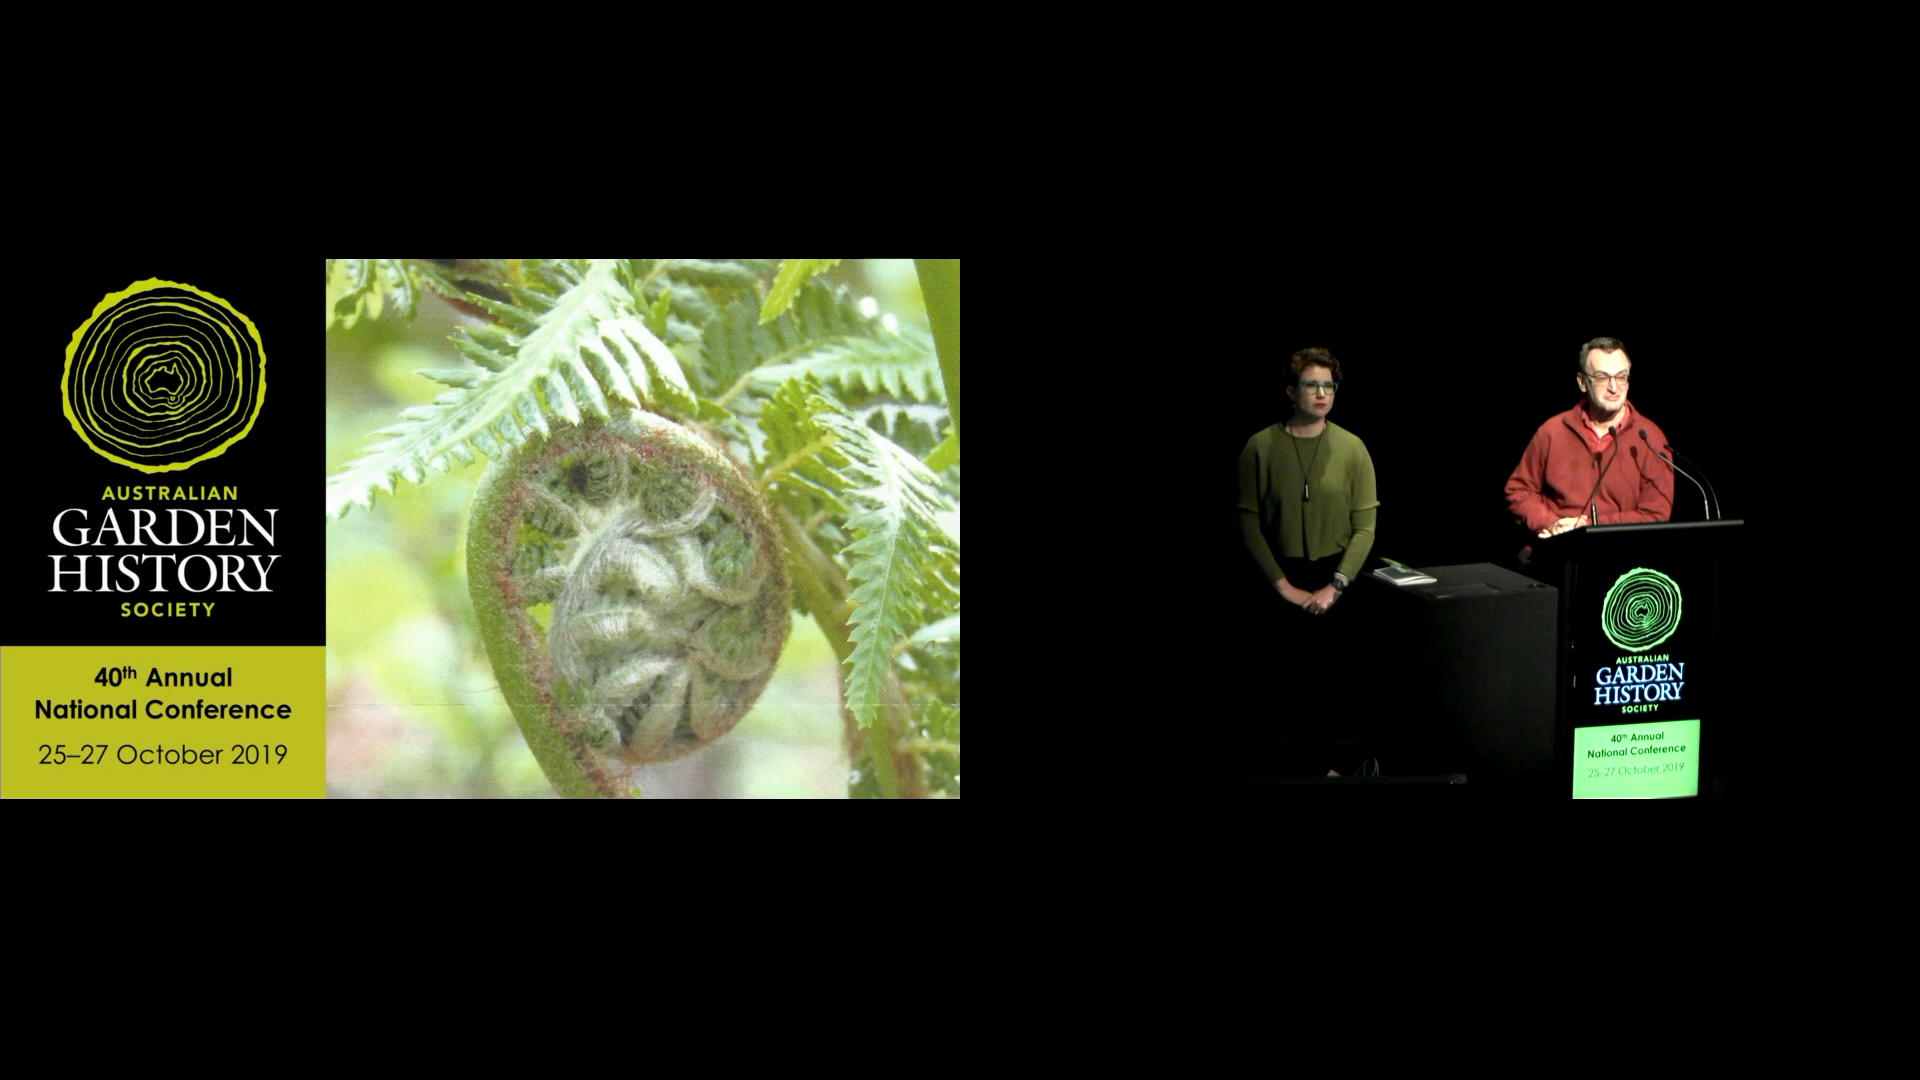 AUSTRALIAN
GARDEN
HISTORY
SOCIETY
40th Annual
National Conference
25–27 October 2019
AUSTRALIAN
GARDEN
HISTORY
SOCIETY
40th Annual
National Conference
25-27 October 2019